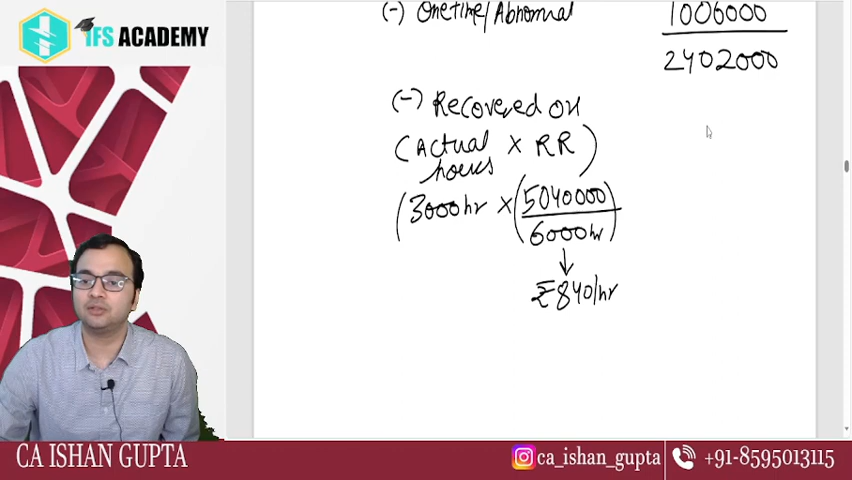 IFS ACADEMY
(-) Onetime/Abnormal 1006000
2402000
(-) Recovered OH
(Actual hours × RR)
(3000hr × (5040000/6000hr)
↓
₹840/hr
CA ISHAN GUPTA
ca_ishan_gupta
+91-8595013115